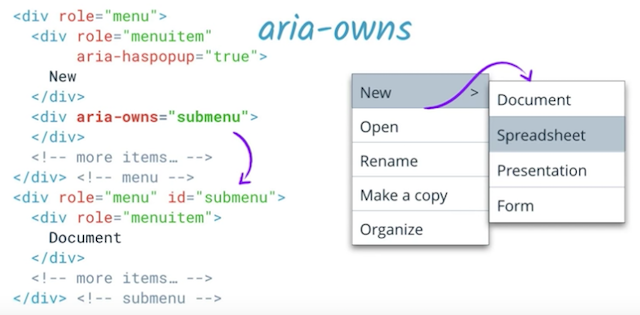 aria-owns
<div role="menu">
<div role="menuitem"
aria-haspopup="true">
New
</div>
<div aria-owns="submenu">
</div>
<!-- more items… -->
</div> <!-- menu -->
<div role="menu" id="submenu">
<div role="menuitem">
Document
</div>
<!-- more items… -->
</div> <!-- submenu -->
New >
Open
Rename
Make a copy
Organize
Document
Spreadsheet
Presentation
Form